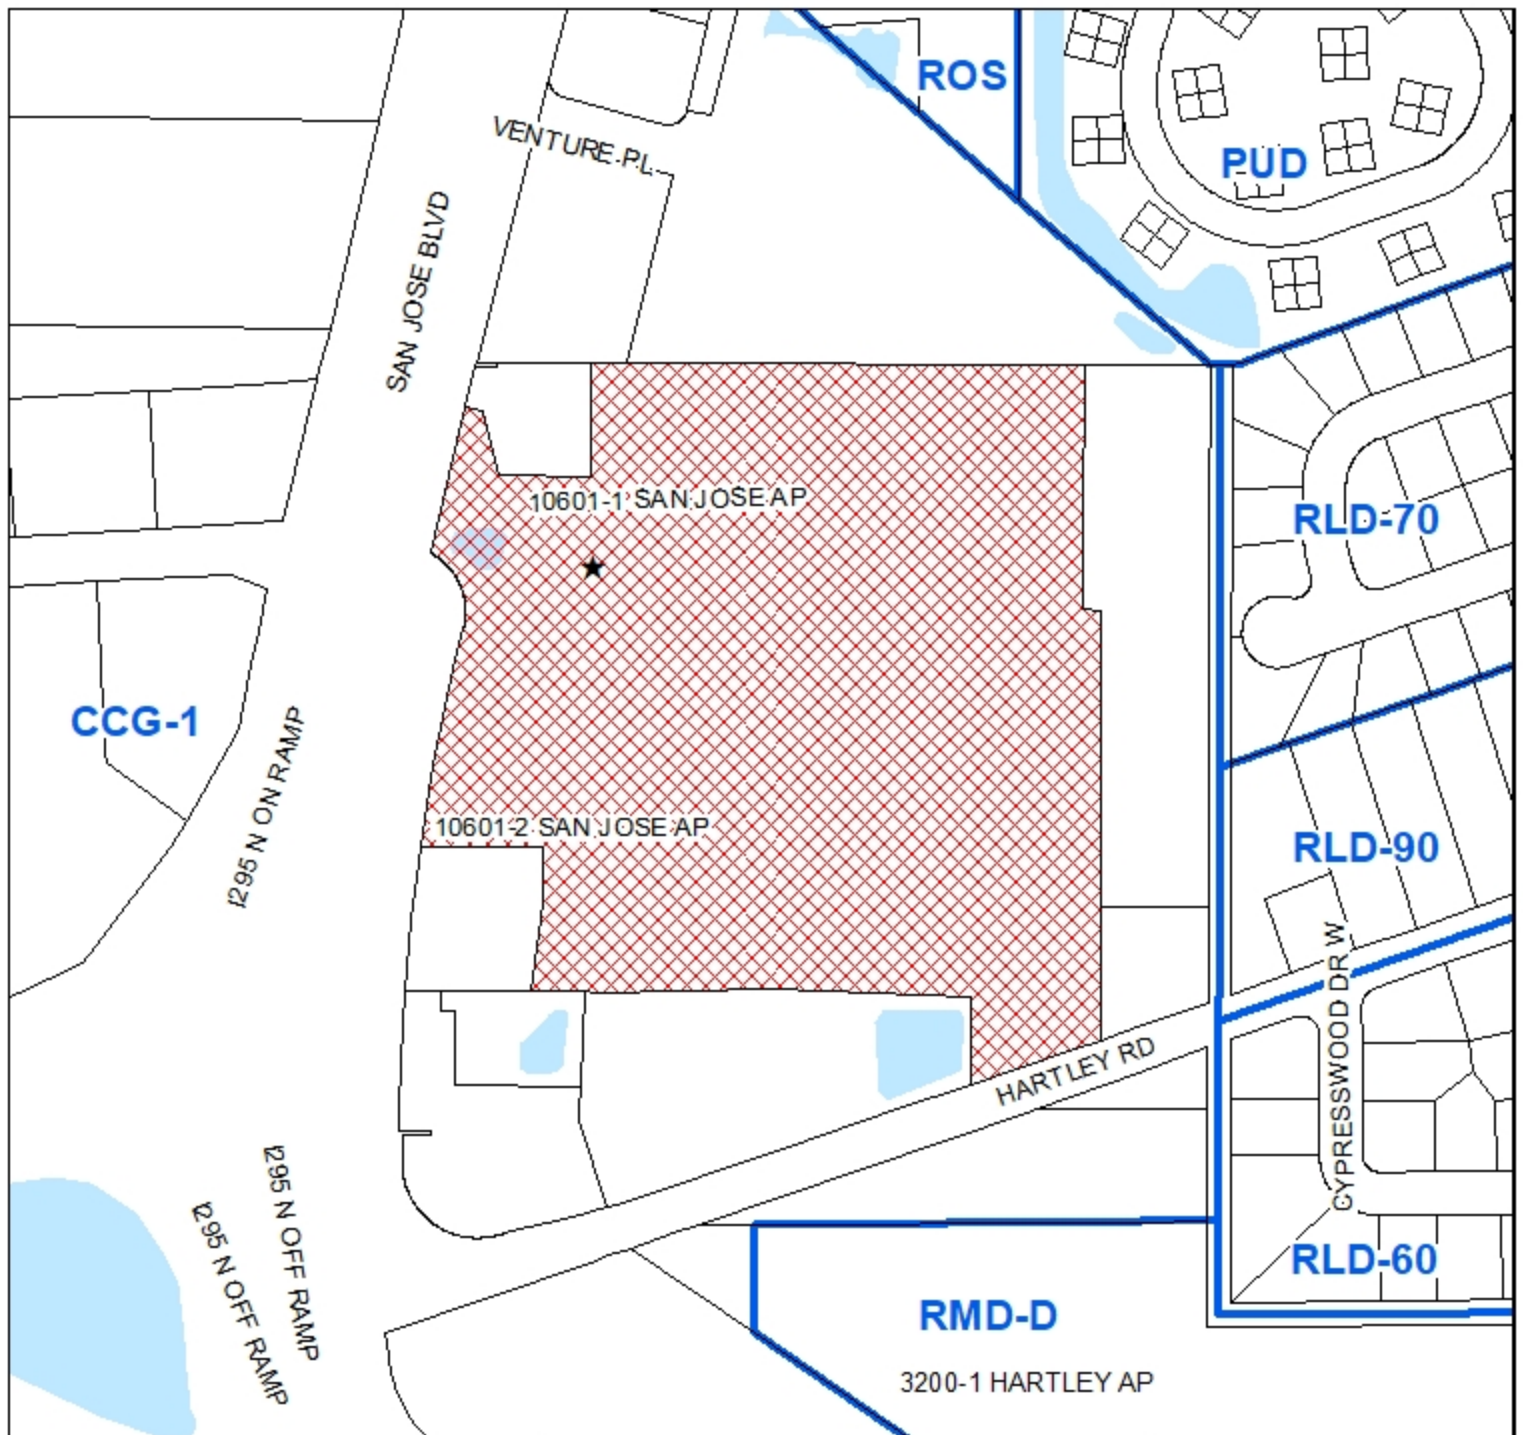 ROS
VENTURE PL
PUD
SAN JOSE BLVD
10601-1 SAN JOSE AP
RLD-70
CCG-1
I295 N ON RAMP
10601-2 SAN JOSE AP
RLD-90
CYPRESSWOOD DR W
HARTLEY RD
I295 N OFF RAMP
I295 N OFF RAMP
RLD-60
RMD-D
3200-1 HARTLEY AP